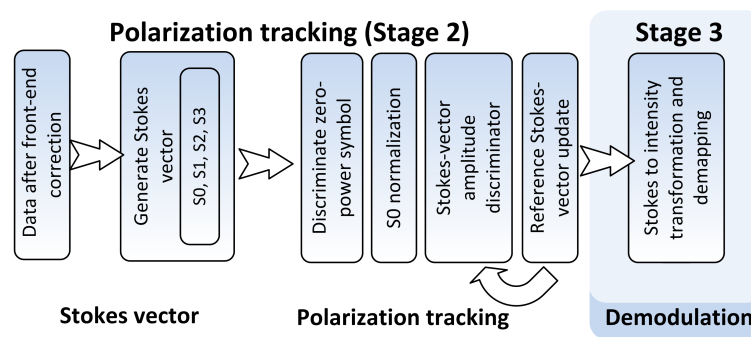 Polarization tracking (Stage 2)
Stage 3
Data after front-end
correction
Generate Stokes
vector
S0, S1, S2, S3
Discriminate zero-
power symbol
S0 normalization
Stokes-vector
amplitude
discriminator
Reference Stokes-
vector update
Stokes to intensity
transformation and
demapping
Stokes vector
Polarization tracking
Demodulation